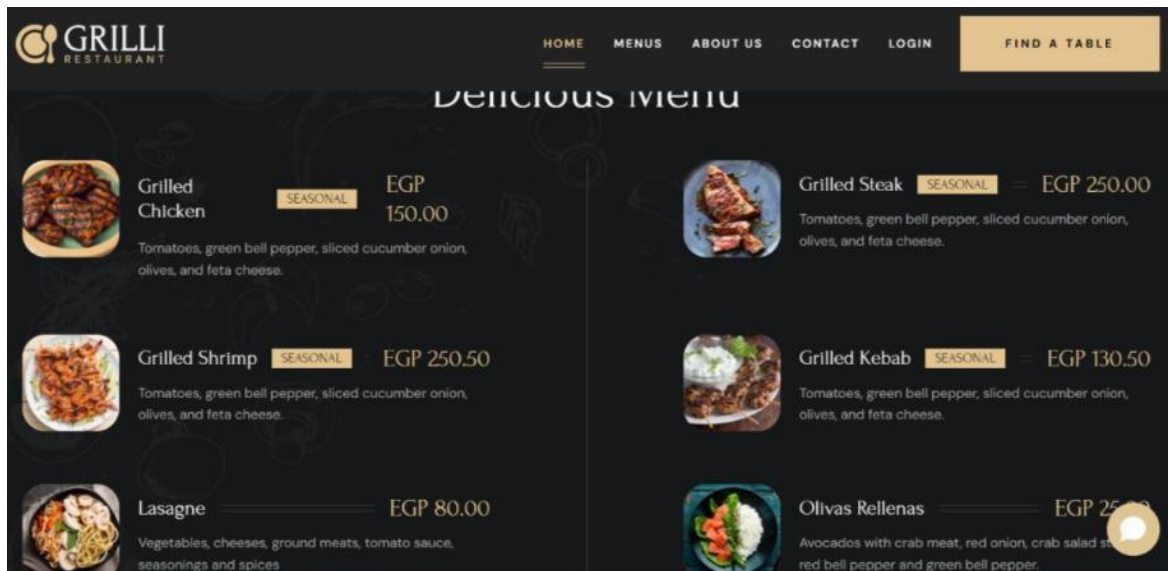 GRILLI
RESTAURANT
HOME MENUS ABOUT US CONTACT LOGIN FIND A TABLE
Delicious Menu
Grilled
Chicken
SEASONAL
EGP
150.00
Tomatoes, green bell pepper, sliced cucumber onion,
olives, and feta cheese.
Grilled Steak SEASONAL EGP 250.00
Tomatoes, green bell pepper, sliced cucumber onion,
olives, and feta cheese.
Grilled Shrimp SEASONAL EGP 250.50
Tomatoes, green bell pepper, sliced cucumber onion,
olives, and feta cheese.
Grilled Kebab SEASONAL EGP 130.50
Tomatoes, green bell pepper, sliced cucumber onion,
olives, and feta cheese.
Lasagne EGP 80.00
Vegetables, cheeses, ground meats, tomato sauce,
seasonings and spices
Olivas Rellenas EGP
Avocados with crab meat, red onion, crab salad
red bell pepper and green bell pepper.